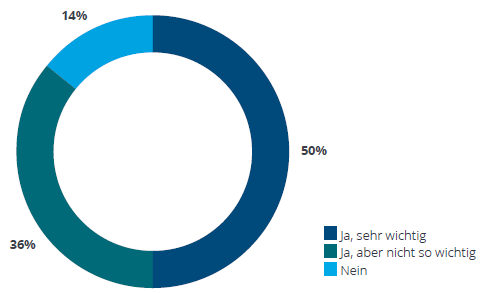 14%
50%
36%
Ja, sehr wichtig
Ja, aber nicht so wichtig
Nein